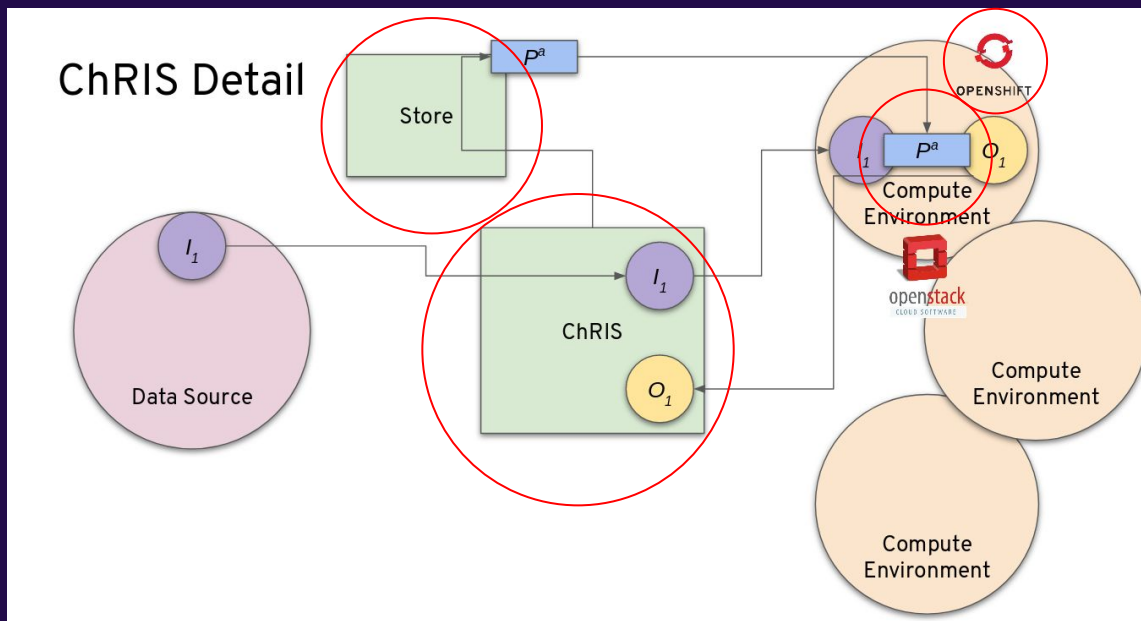 ChRIS Detail
Store
Pᵃ
OPENSHIFT
I₁
Pᵃ
O₁
Compute
Environment
I₁
Data Source
I₁
ChRIS
O₁
openstack
CLOUD SOFTWARE
Compute
Environment
Compute
Environment